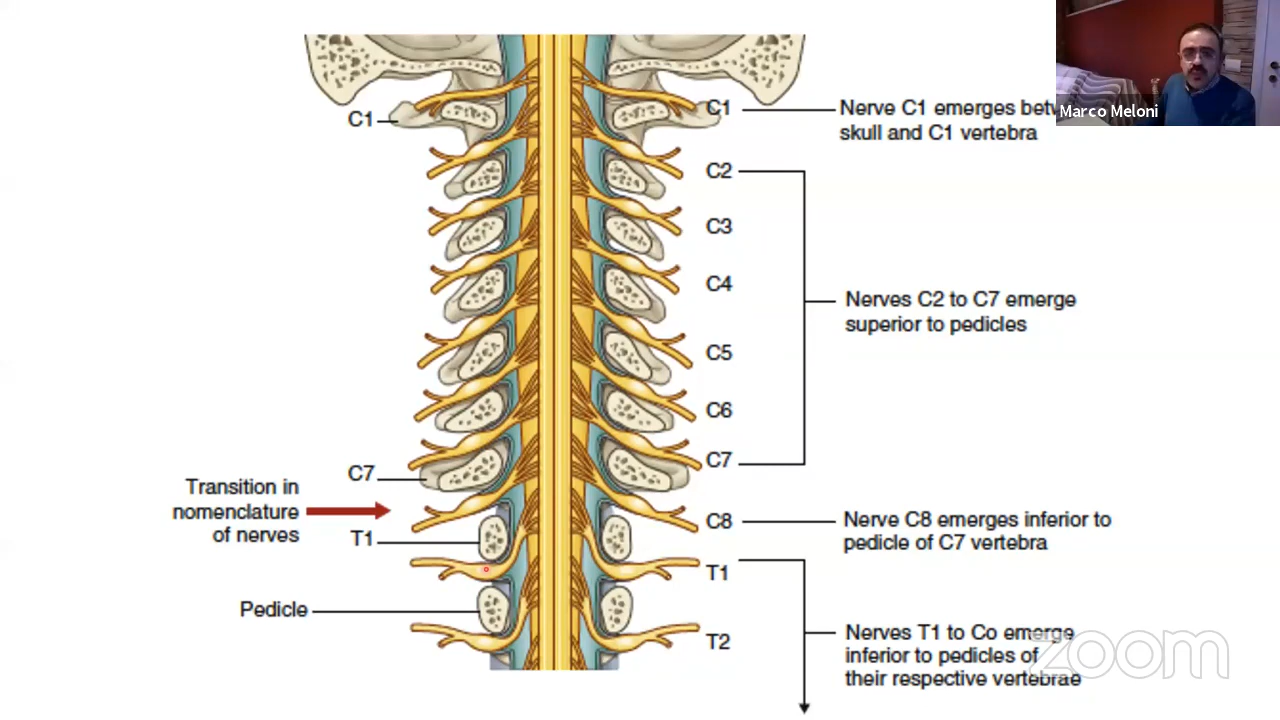 Marco Meloni
C1
C1
Nerve C1 emerges
skull and C1 vertebra
C2
C3
C4
Nerves C2 to C7 emerge
superior to pedicles
C5
C6
C7
C7
Transition in
nomenclature
of nerves
C8
Nerve C8 emerges inferior to
pedicle of C7 vertebra
T1
T1
Pedicle
T2
Nerves T1 to Co emerge
inferior to pedicles of
their respective vertebrae
zoom